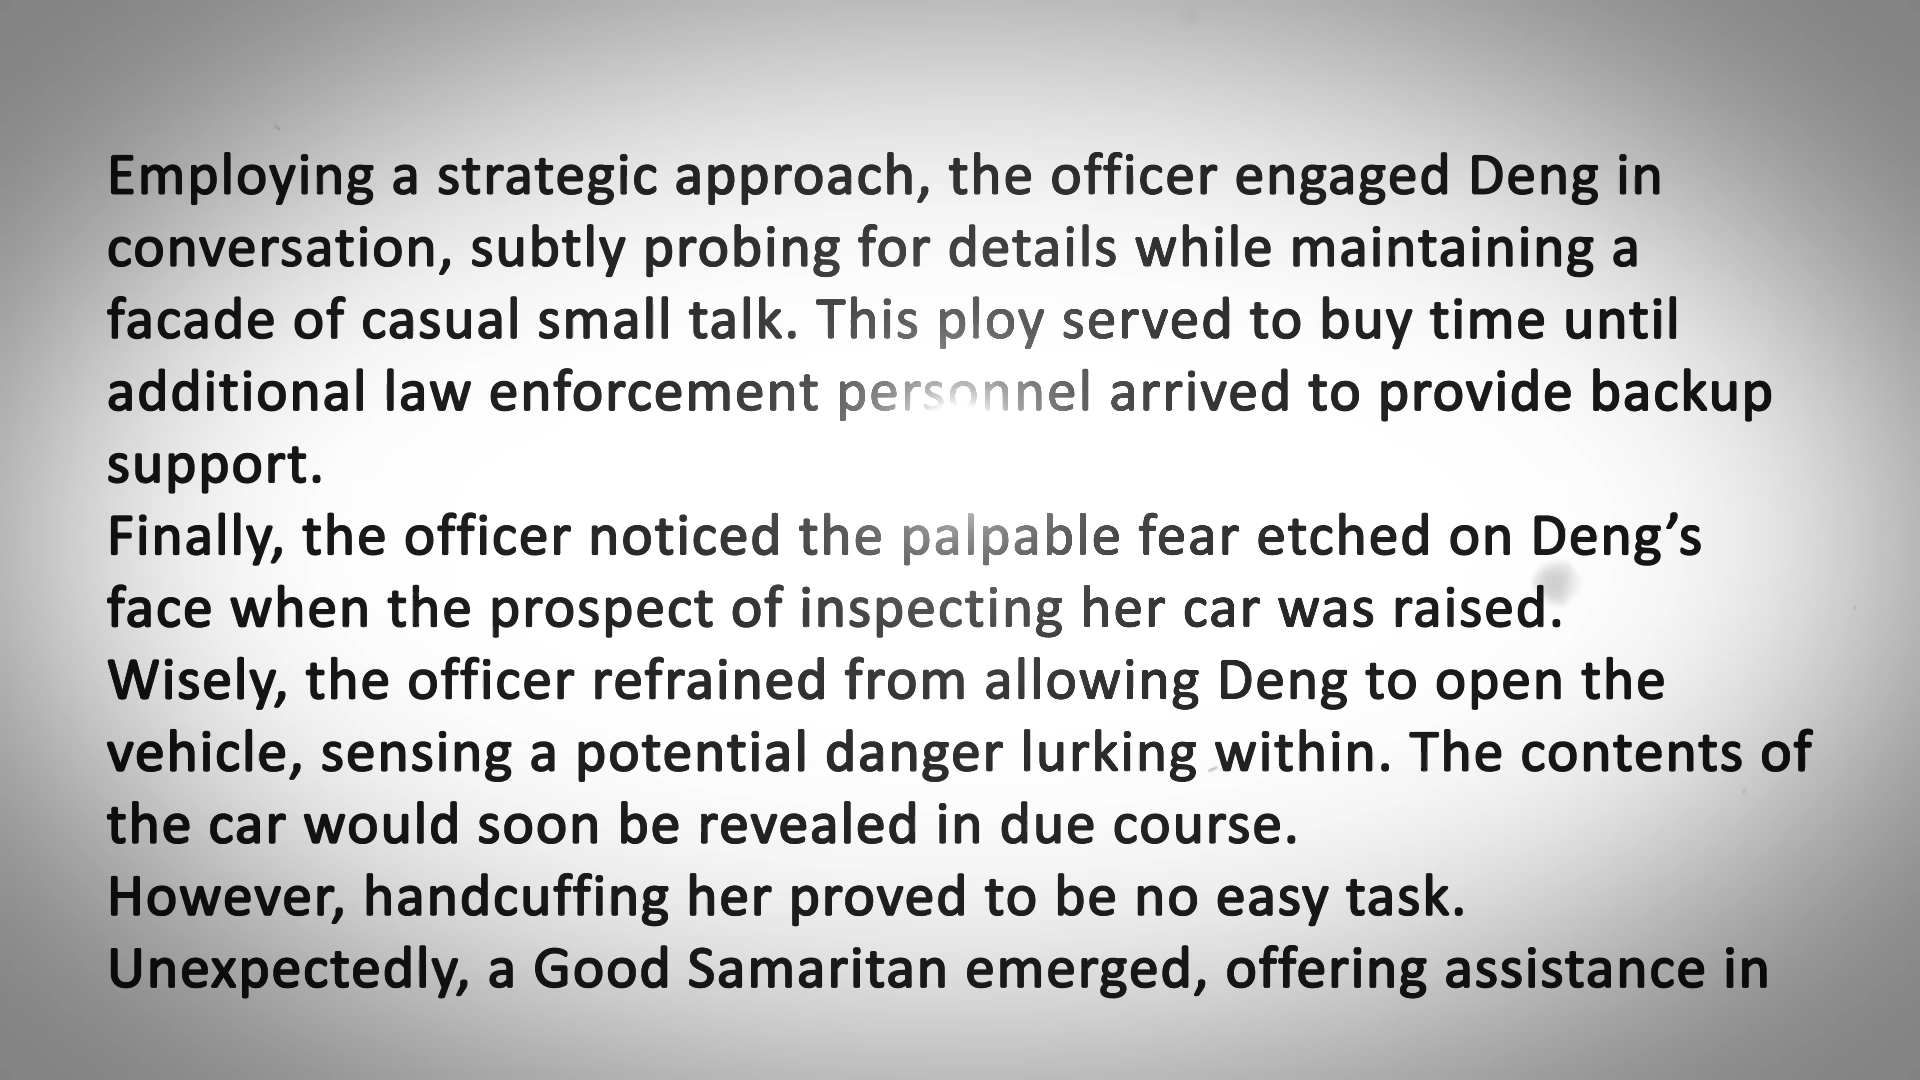 Employing a strategic approach, the officer engaged Deng in
conversation, subtly probing for details while maintaining a
facade of casual small talk. This ploy served to buy time until
additional law enforcement personnel arrived to provide backup
support.
Finally, the officer noticed the palpable fear etched on Deng’s
face when the prospect of inspecting her car was raised.
Wisely, the officer refrained from allowing Deng to open the
vehicle, sensing a potential danger lurking within. The contents of
the car would soon be revealed in due course.
However, handcuffing her proved to be no easy task.
Unexpectedly, a Good Samaritan emerged, offering assistance in